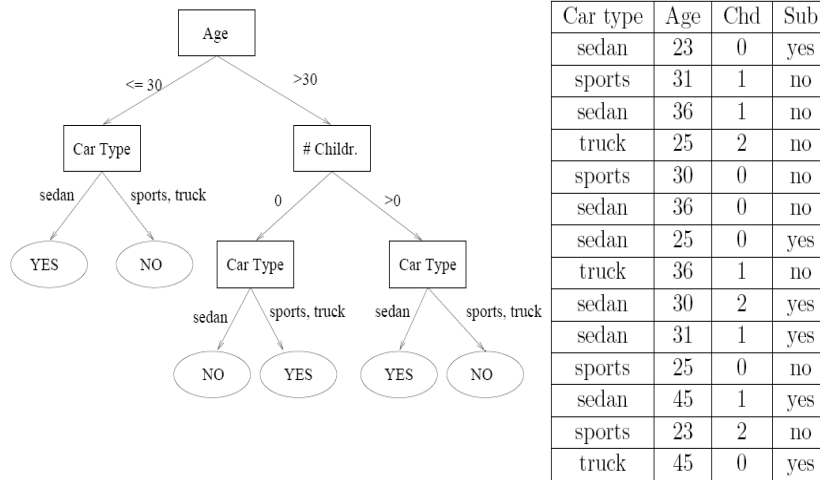 Age
<= 30
>30
Car Type
# Childr.
sedan
sports, truck
0
>0
YES
NO
Car Type
Car Type
sedan
sports, truck
sedan
sports, truck
NO
YES
YES
NO
Car type Age Chd Sub
sedan 23 0 yes
sports 31 1 no
sedan 36 1 no
truck 25 2 no
sports 30 0 no
sedan 36 0 no
sedan 25 0 yes
truck 36 1 no
sedan 30 2 yes
sedan 31 1 yes
sports 25 0 no
sedan 45 1 yes
sports 23 2 no
truck 45 0 yes